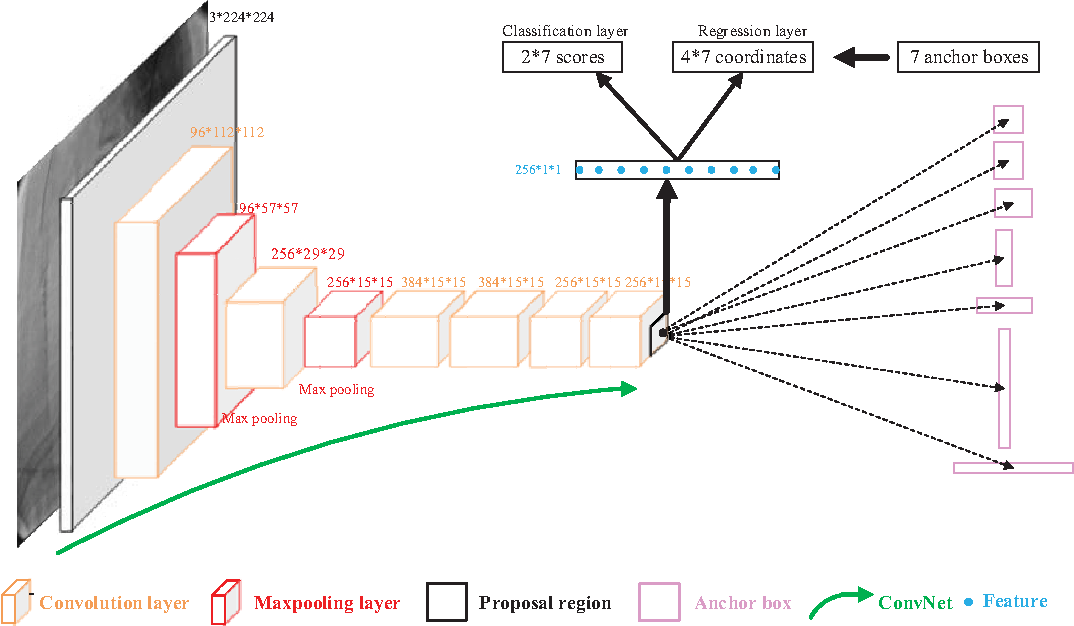 3*224*224
Classification layer
Regression layer
2*7 scores
4*7 coordinates
7 anchor boxes
96*112*112
256*1*1
96*57*57
256*29*29
256*15*15
384*15*15
384*15*15
256*15*15
256*15*15
Max pooling
Max pooling
Convolution layer
Maxpooling layer
Proposal region
Anchor box
ConvNet
Feature